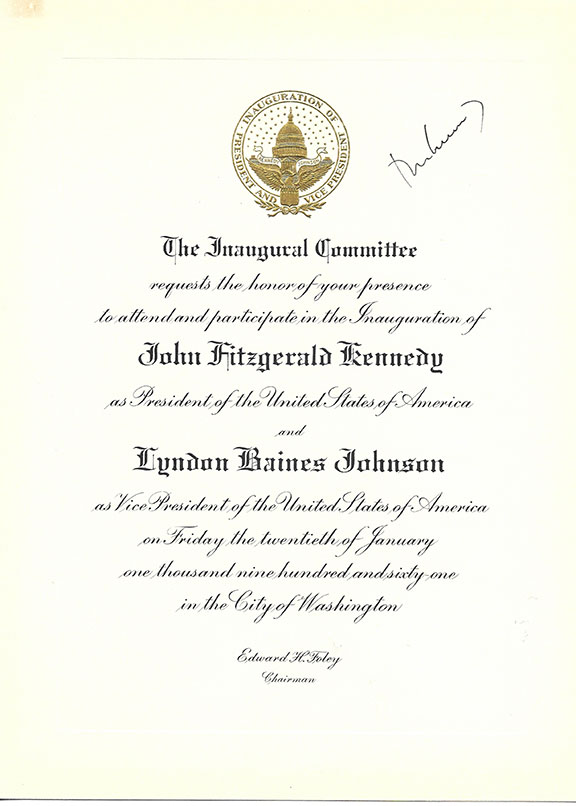 INAUGURATION OF
PRESIDENT AND VICE PRESIDENT
The Inaugural Committee
requests the honor of your presence
to attend and participate in the Inauguration of
John Fitzgerald Kennedy
as President of the United States of America
and
Lyndon Baines Johnson
as Vice President of the United States of America
on Friday the twentieth of January
one thousand nine hundred and sixty-one
in the City of Washington
Edward H. Foley
Chairman